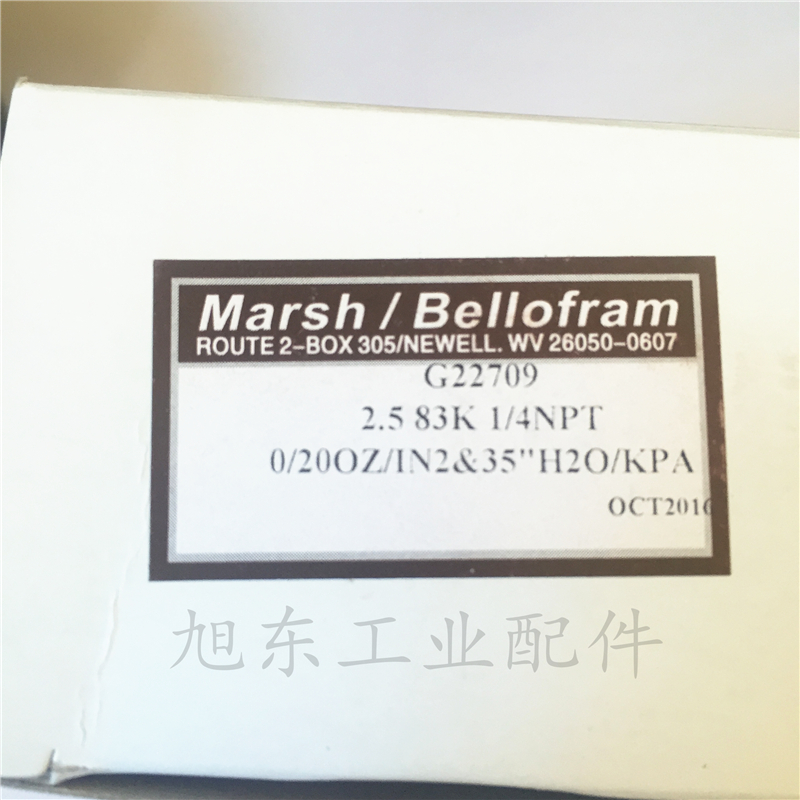 Marsh / Bellofram
ROUTE 2-BOX 305/NEWELL. WV 26050-0607
G22709
2.5 83K 1/4NPT
0/20OZ/IN2&35"H2O/KPA
OCT2016
旭东工业配件